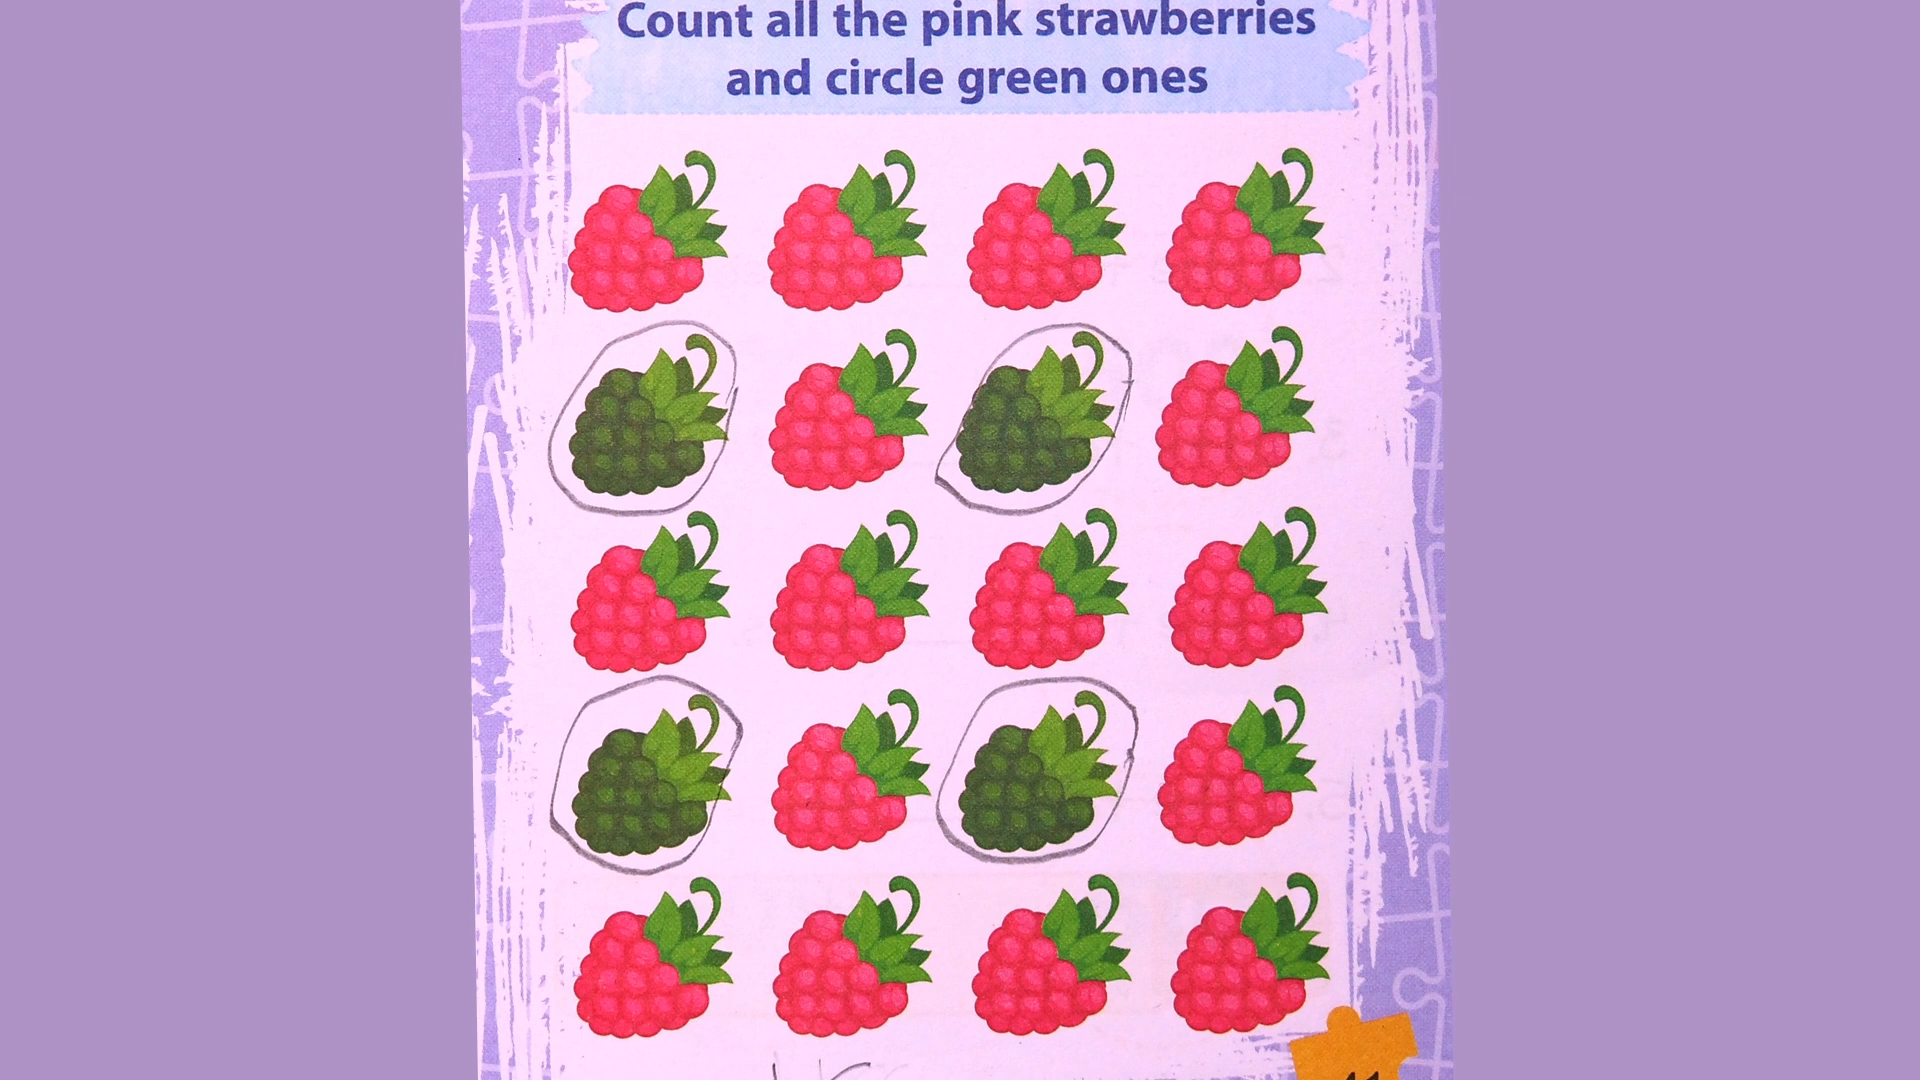 Count all the pink strawberries
and circle green ones